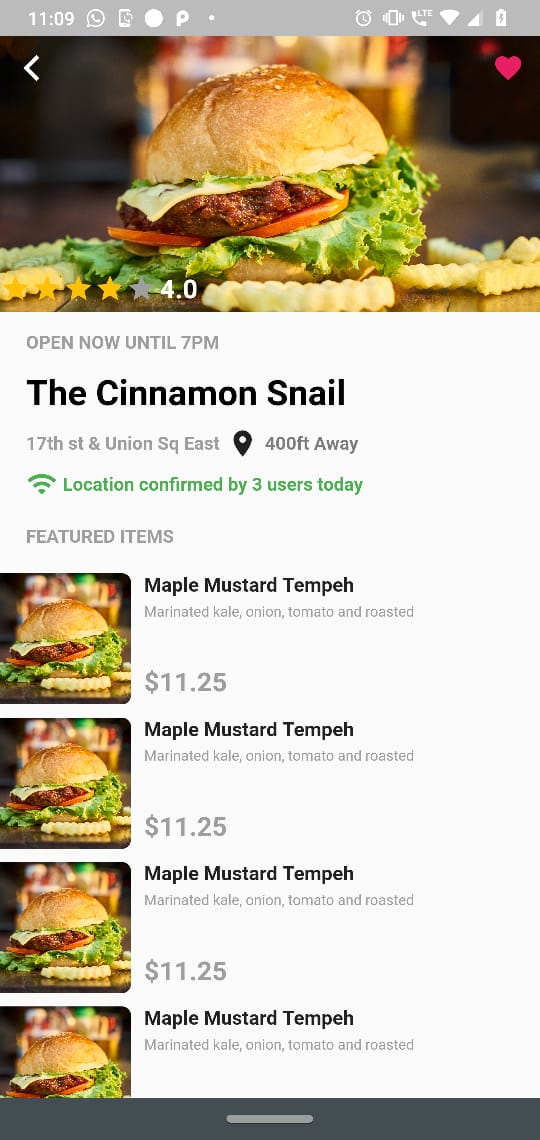 11:09
LTE
4.0
OPEN NOW UNTIL 7PM
The Cinnamon Snail
17th st & Union Sq East 400ft Away
Location confirmed by 3 users today
FEATURED ITEMS
Maple Mustard Tempeh
Marinated kale, onion, tomato and roasted
$11.25
Maple Mustard Tempeh
Marinated kale, onion, tomato and roasted
$11.25
Maple Mustard Tempeh
Marinated kale, onion, tomato and roasted
$11.25
Maple Mustard Tempeh
Marinated kale, onion, tomato and roasted